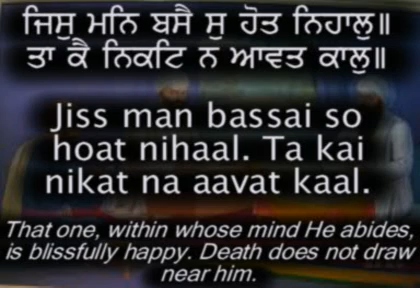 ਜਿਸੁ ਮਨਿ ਬਸੈ ਸੁ ਹੋਤ ਨਿਹਾਲੁ॥
ਤਾ ਕੈ ਨਿਕਟਿ ਨ ਆਵਤ ਕਾਲੁ॥
Jiss man bassai so
hoat nihaal. Ta kai
nikat na aavat kaal.
That one, within whose mind He abides,
is blissfully happy. Death does not draw
near him.